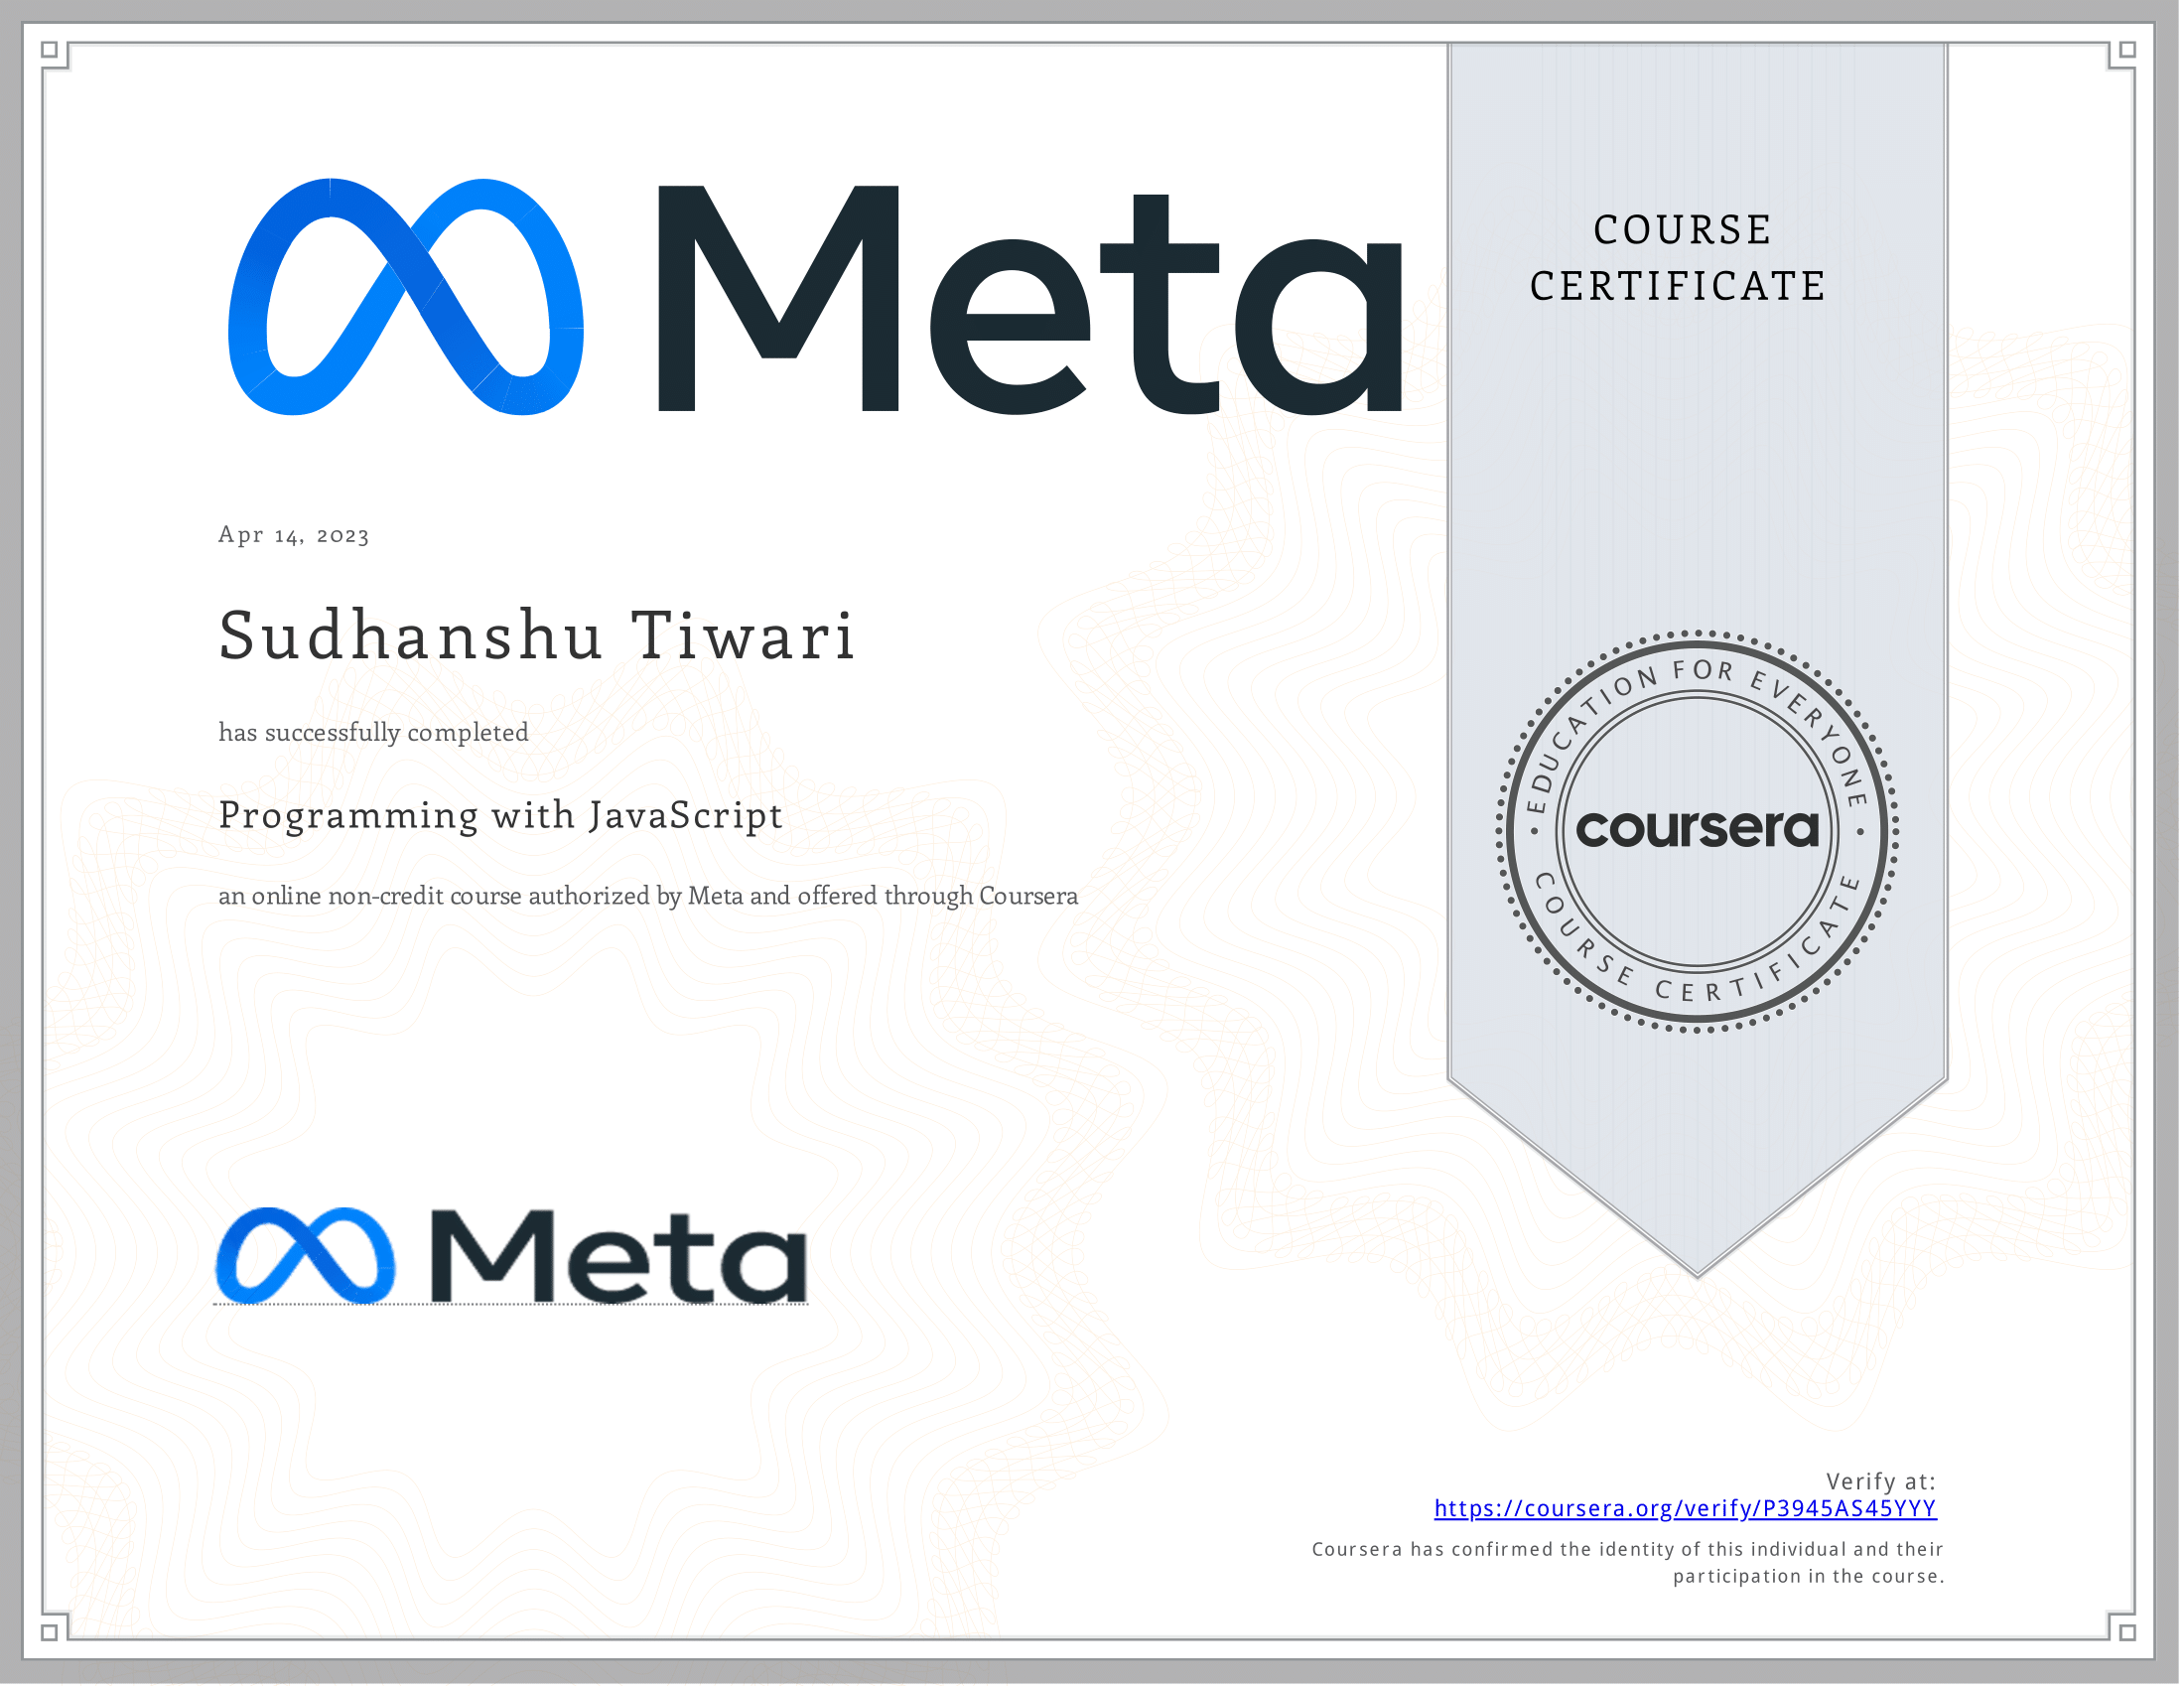 Meta
COURSE
CERTIFICATE
Apr 14, 2023
Sudhanshu Tiwari
has successfully completed
Programming with JavaScript
an online non-credit course authorized by Meta and offered through Coursera
EDUCATION FOR EVERYONE
coursera
COURSE CERTIFICATE
Meta
Verify at:
https://coursera.org/verify/P3945AS45YYY
Coursera has confirmed the identity of this individual and their
participation in the course.